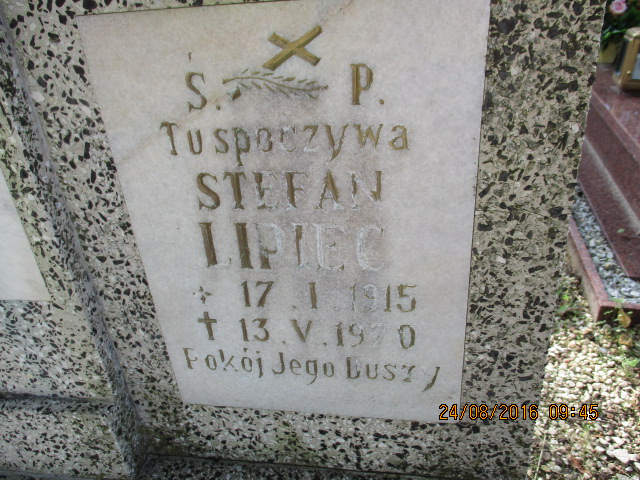 Ś. P.
Tu spoczywa
STEFAN
LIPIEC
* 17. I. 1915
† 13. V. 1970
Pokój Jego Duszy
24/08/2016 09:45